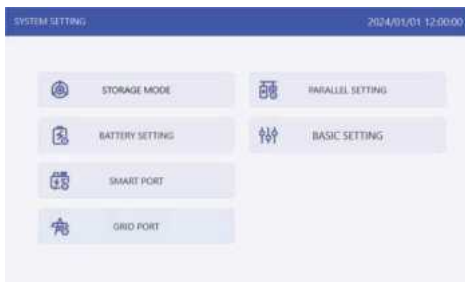 SYSTEM SETTING
2024/01/01 12:00:00
STORAGE MODE
PARALLEL SETTING
BATTERY SETTING
BASIC SETTING
SMART PORT
GRID PORT